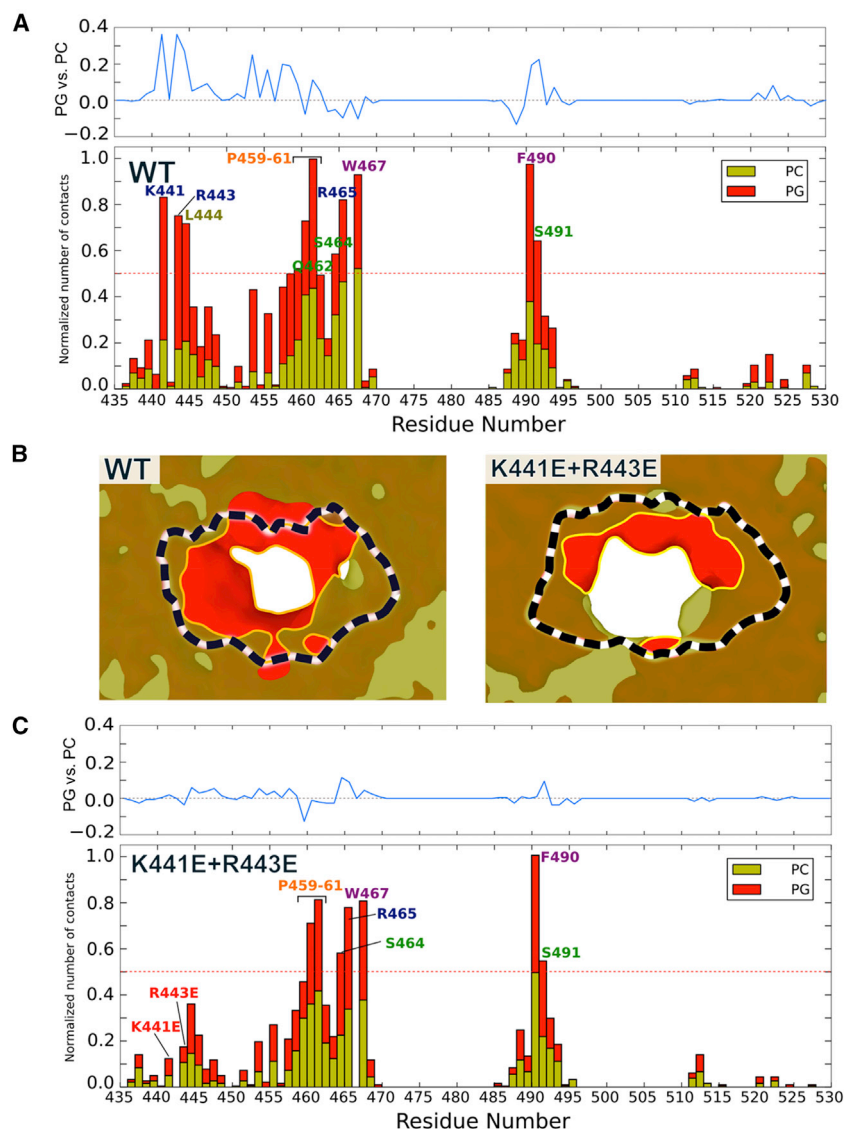 A
PG vs. PC
0.4
0.2
0.0
−0.2
Normalized number of contacts
1.0
0.8
0.6
0.4
0.2
0.0
WT
K441
R443
L444
P459-61
Q462
S464
R465
W467
F490
S491
PC
PG
435 440 445 450 455 460 465 470 475 480 485 490 495 500 505 510 515 520 525 530
Residue Number
B
WT
K441E+R443E
C
PG vs. PC
0.4
0.2
0.0
−0.2
Normalized number of contacts
1.0
0.8
0.6
0.4
0.2
0.0
K441E+R443E
K441E
R443E
P459-61
W467
R465
S464
F490
S491
PC
PG
435 440 445 450 455 460 465 470 475 480 485 490 495 500 505 510 515 520 525 530
Residue Number